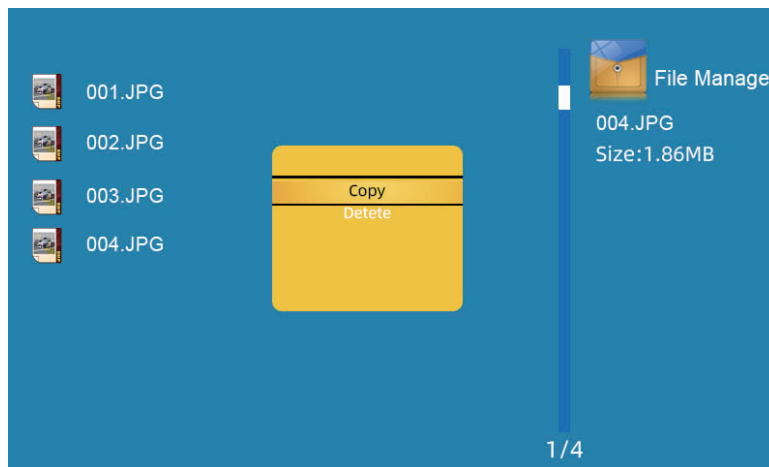 001.JPG
002.JPG
003.JPG
004.JPG
Copy
Detete
File Manage
004.JPG
Size:1.86MB
1/4